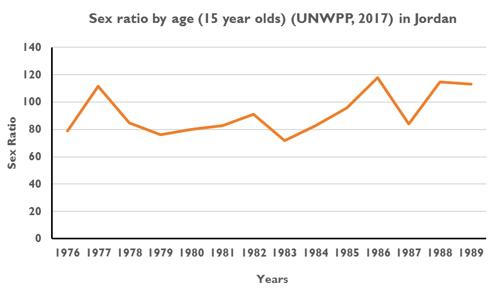 Sex ratio by age (15 year olds) (UNWPP, 2017) in Jordan
140
120
100
80
60
40
20
0
Sex Ratio
1976 1977 1978 1979 1980 1981 1982 1983 1984 1985 1986 1987 1988 1989
Years